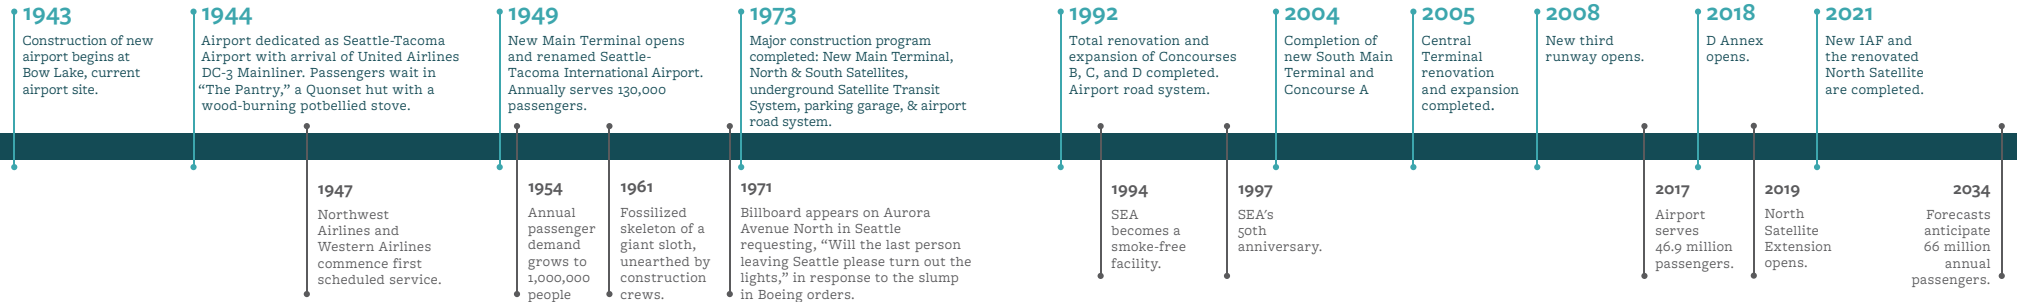 1943
Construction of new
airport begins at
Bow Lake, current
airport site.
1944
Airport dedicated as Seattle-Tacoma
Airport with arrival of United Airlines
DC-3 Mainliner. Passengers wait in
“The Pantry,” a Quonset hut with a
wood-burning potbellied stove.
1949
New Main Terminal opens
and renamed Seattle-
Tacoma International Airport.
Annually serves 130,000
passengers.
1973
Major construction program
completed: New Main Terminal,
North & South Satellites,
underground Satellite Transit
System, parking garage, & airport
road system.
1992
Total renovation and
expansion of Concourses
B, C, and D completed.
Airport road system.
2004
Completion of
new South Main
Terminal and
Concourse A
2005
Central
Terminal
renovation
and expansion
completed.
2008
New third
runway opens.
2018
D Annex
opens.
2021
New IAF and
the renovated
North Satellite
are completed.
1947
Northwest
Airlines and
Western Airlines
commence first
scheduled service.
1954
Annual
passenger
demand
grows to
1,000,000
people
1961
Fossilized
skeleton of a
giant sloth,
unearthed by
construction
crews.
1971
Billboard appears on Aurora
Avenue North in Seattle
requesting, “Will the last person
leaving Seattle please turn out the
lights,” in response to the slump
in Boeing orders.
1994
SEA
becomes a
smoke-free
facility.
1997
SEA's
50th
anniversary.
2017
Airport
serves
46.9 million
passengers.
2019
North
Satellite
Extension
opens.
2034
Forecasts
anticipate
66 million
annual
passengers.